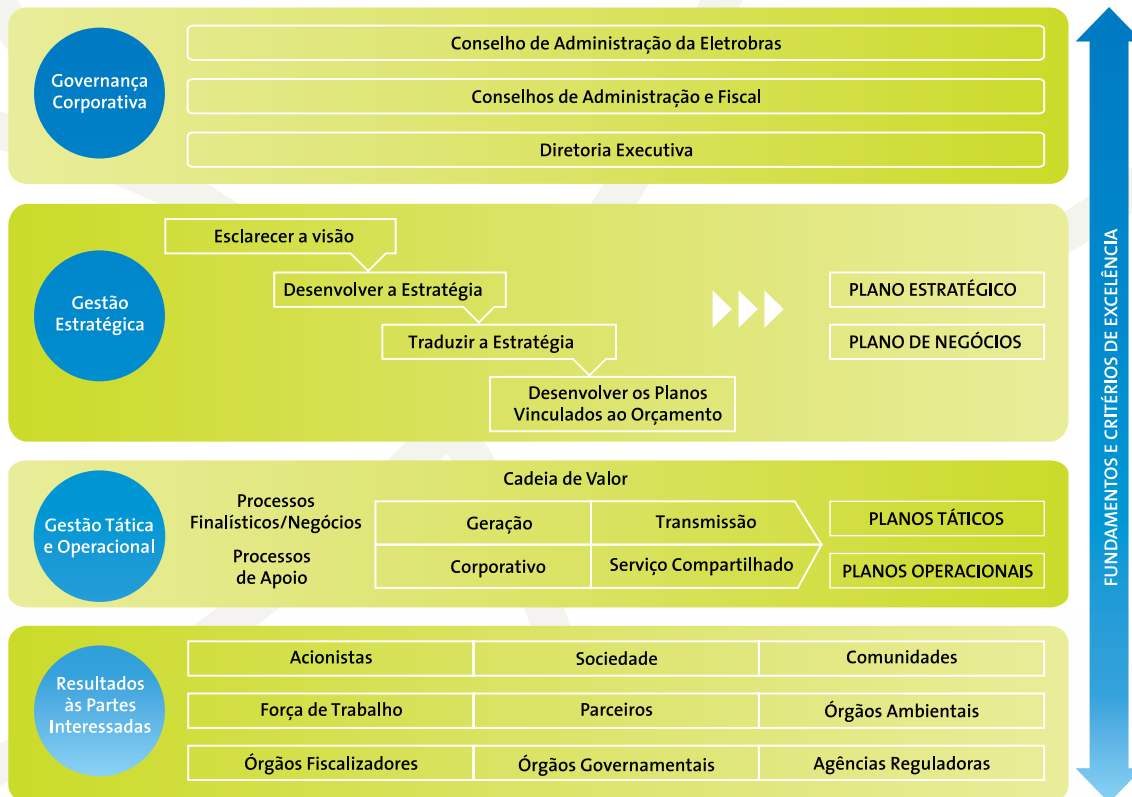 Governança
Corporativa
Conselho de Administração da Eletrobras
Conselhos de Administração e Fiscal
Diretoria Executiva
Gestão
Estratégica
Esclarecer a visão
Desenvolver a Estratégia
Traduzir a Estratégia
Desenvolver os Planos
Vinculados ao Orçamento
PLANO ESTRATÉGICO
PLANO DE NEGÓCIOS
Gestão Tática
e Operacional
Cadeia de Valor
Processos
Finalísticos/Negócios
Geração
Transmissão
Processos
de Apoio
Corporativo
Serviço Compartilhado
PLANOS TÁTICOS
PLANOS OPERACIONAIS
Resultados
às Partes
Interessadas
Acionistas
Sociedade
Comunidades
Força de Trabalho
Parceiros
Órgãos Ambientais
Órgãos Fiscalizadores
Órgãos Governamentais
Agências Reguladoras
FUNDAMENTOS E CRITÉRIOS DE EXCELÊNCIA